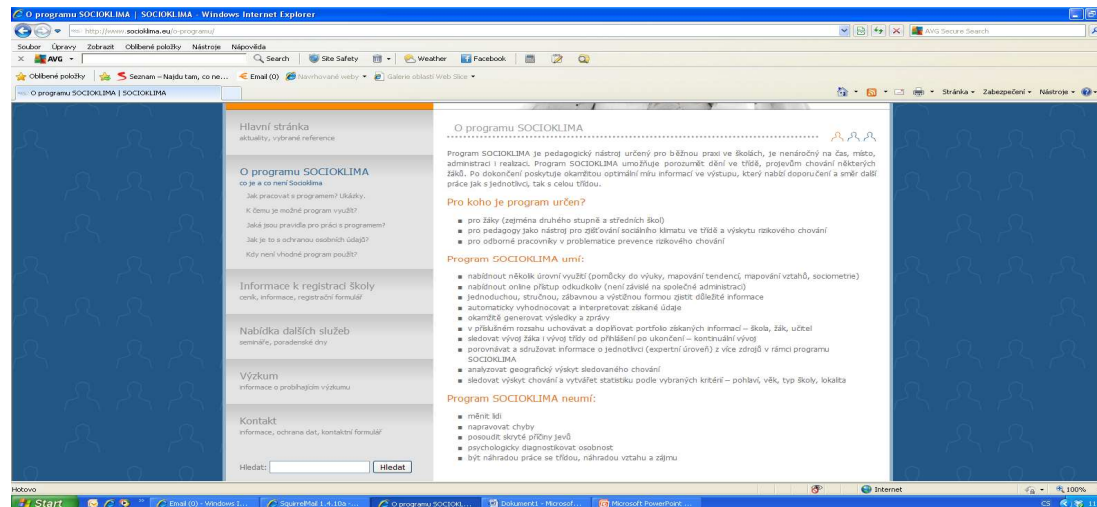 O programu SOCIOKLIMA | SOCIOKLIMA - Windows Internet Explorer
http://www.socioklima.eu/o-programu/
AVG Secure Search
Soubor Úpravy Zobrazit Oblíbené položky Nástroje Nápověda
AVG Search Site Safety Weather Facebook
Oblíbené položky Seznam – Najdu tam, co ne... Email (0) Navrhované weby Galerie oblastí Web Slice
O programu SOCIOKLIMA | SOCIOKLIMA
Stránka Zabezpečení Nástroje
Hlavní stránka
aktuality, vybrané reference
O programu SOCIOKLIMA
co je a co není Socioklima
Jak pracovat s programem? Ukázky.
K čemu je možné program využít?
Jaká jsou pravidla pro práci s programem?
Jak je to s ochranou osobních údajů?
Kdy není vhodné program použít?
Informace k registraci školy
ceník, informace, registrační formulář
Nabídka dalších služeb
semináře, poradenské dny
Výzkum
informace o probíhajícím výzkumu
Kontakt
informace, ochrana dat, kontaktní formulář
Hledat: Hledat
O programu SOCIOKLIMA
Program SOCIOKLIMA je pedagogický nástroj určený pro běžnou praxi ve školách, je nenáročný na čas, místo,
administraci i realizaci. Program SOCIOKLIMA umožňuje porozumět dění ve třídě, projevům chování některých
žáků. Po dokončení poskytuje okamžitou optimální míru informací ve výstupu, který nabízí doporučení a směr další
práce jak s jednotlivci, tak s celou třídou.
Pro koho je program určen?
pro žáky (zejména druhého stupně a středních škol)
pro pedagogy jako nástroj pro zjišťování sociálního klimatu ve třídě a výskytu rizikového chování
pro odborné pracovníky v problematice prevence rizikového chování
Program SOCIOKLIMA umí:
nabídnout několik úrovní využití (pomůcky do výuky, mapování tendencí, mapování vztahů, sociometrie)
nabídnout online přístup odkudkoliv (není závislé na společné administraci)
jednoduchou, stručnou, zábavnou a výstižnou formou zjistit důležité informace
automaticky vyhodnocovat a interpretovat získané údaje
okamžitě generovat výsledky a zprávy
v příslušném rozsahu uchovávat a doplňovat portfolio získaných informací – škola, žák, učitel
sledovat vývoj žáka i vývoj třídy od přihlášení po ukončení – kontinuální vývoj
porovnávat a sdružovat informace o jednotlivci (expertní úroveň) z více zdrojů v rámci programu
SOCIOKLIMA
analyzovat geografický výskyt sledovaného chování
sledovat výskyt chování a vytvářet statistiku podle vybraných kritérií – pohlaví, věk, typ školy, lokalita
Program SOCIOKLIMA neumí:
měnit lidi
napravovat chyby
posoudit skryté příčiny jevů
psychologicky diagnostikovat osobnost
být náhradou práce se třídou, náhradou vztahu a zájmu
Hotovo Internet 100%
Start Email (0) - Windows I... SquirrelMail 1.4.10a -... O programu SOCIOKL... Dokument1 - Microsof... Microsoft PowerPoint ... CS